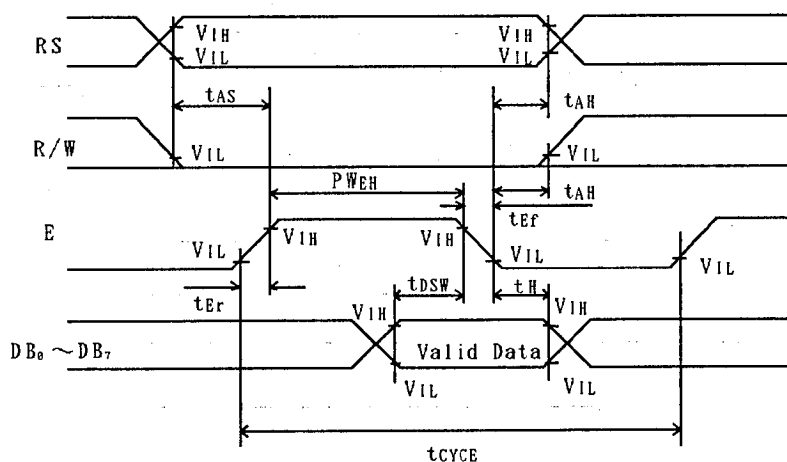 RS VIH VIH
VIL VIL
tAS tAH
R/W VIL VIL
PWEH tAH
tEf
E VIL VIH VIH VIL VIL
tEr tDSW tH
VIH VIH
DB₀ ~ DB₇ Valid Data
VIL VIL
tCYCE